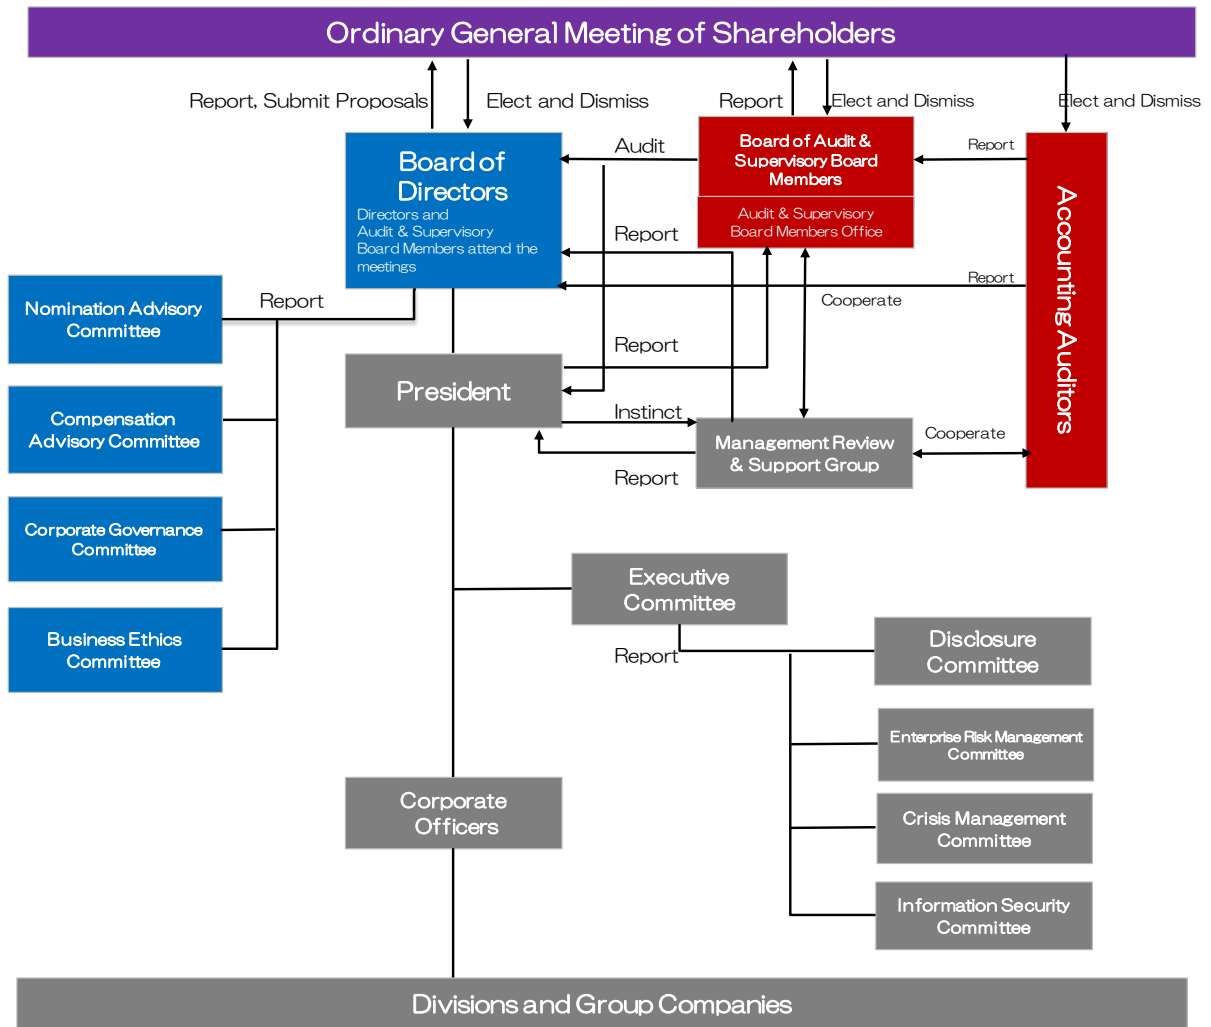 Ordinary General Meeting of Shareholders
Report, Submit Proposals
Elect and Dismiss
Report
Elect and Dismiss
Elect and Dismiss
Board of
Directors
Directors and
Audit & Supervisory
Board Members attend the
meetings
Audit
Board of Audit &
Supervisory Board
Members
Audit & Supervisory
Board Members Office
Report
Accounting Auditors
Report
Report
Cooperate
Nomination Advisory
Committee
Report
Compensation
Advisory Committee
Corporate Governance
Committee
Business Ethics
Committee
President
Report
Instinct
Report
Management Review
& Support Group
Cooperate
Executive
Committee
Report
Disclosure
Committee
Enterprise Risk Management
Committee
Crisis Management
Committee
Information Security
Committee
Corporate
Officers
Divisions and Group Companies